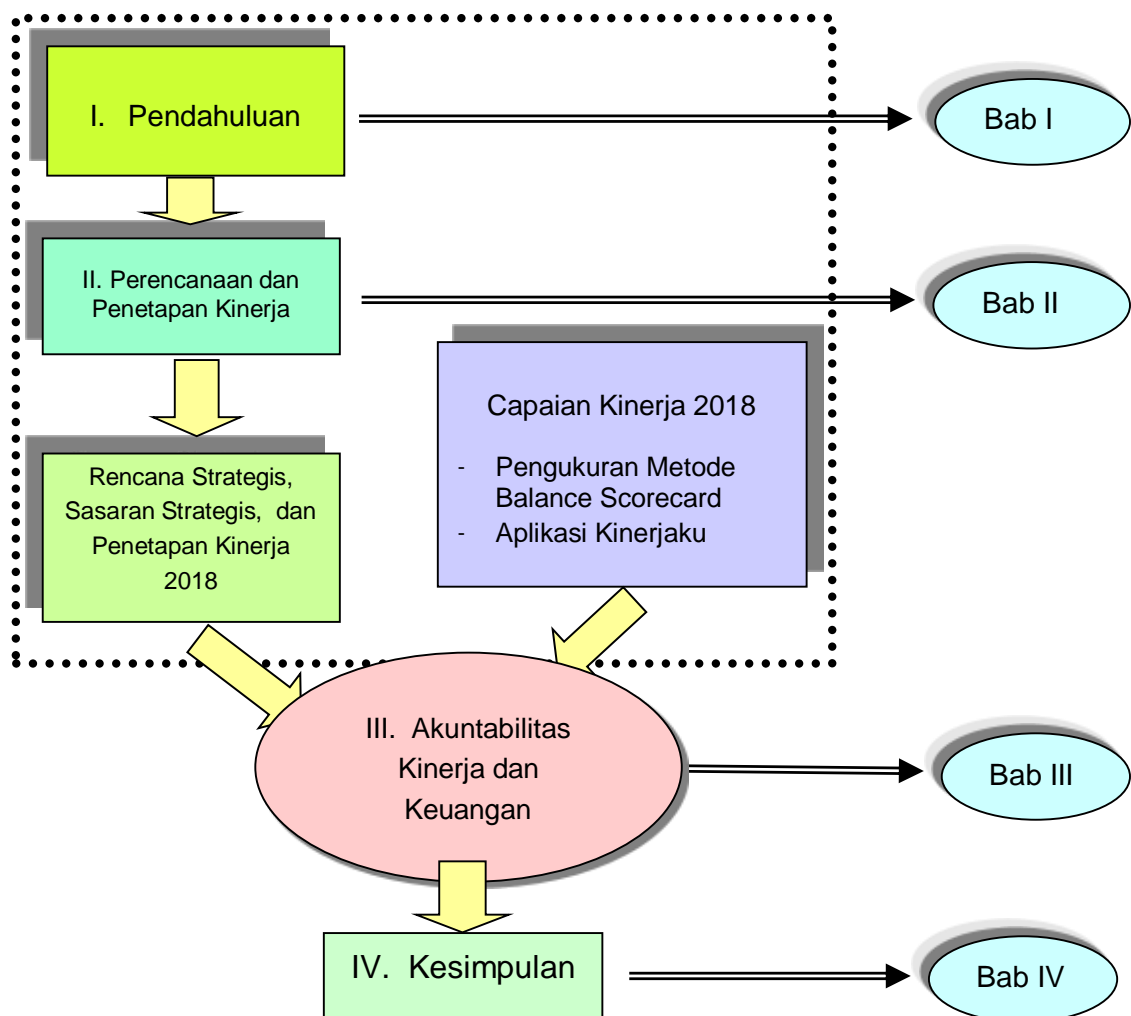 I. Pendahuluan
Bab I
II. Perencanaan dan
Penetapan Kinerja
Bab II
Capaian Kinerja 2018
- Pengukuran Metode
Balance Scorecard
- Aplikasi Kinerjaku
Rencana Strategis,
Sasaran Strategis, dan
Penetapan Kinerja
2018
III. Akuntabilitas
Kinerja dan
Keuangan
Bab III
IV. Kesimpulan
Bab IV